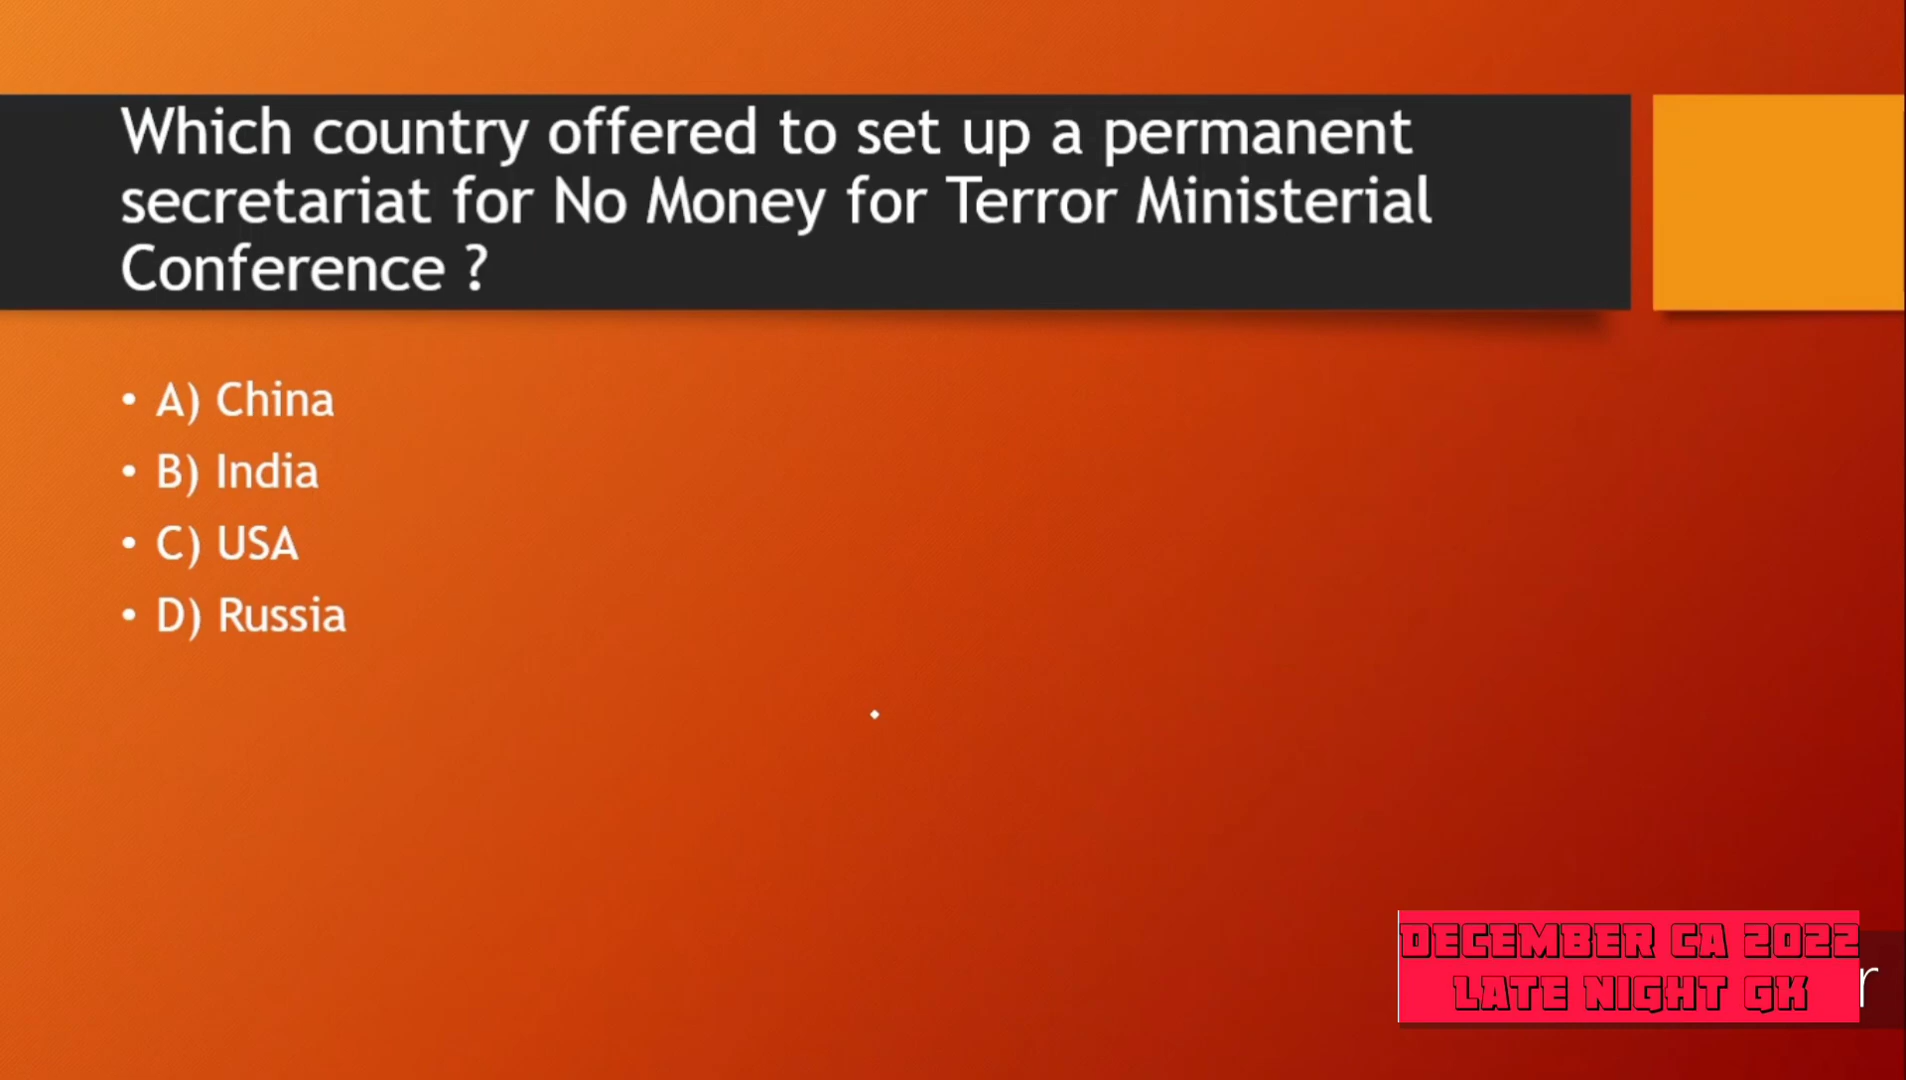 Which country offered to set up a permanent
secretariat for No Money for Terror Ministerial
Conference ?
• A) China
• B) India
• C) USA
• D) Russia
DECEMBER CA 2022
LATE NIGHT GK
r